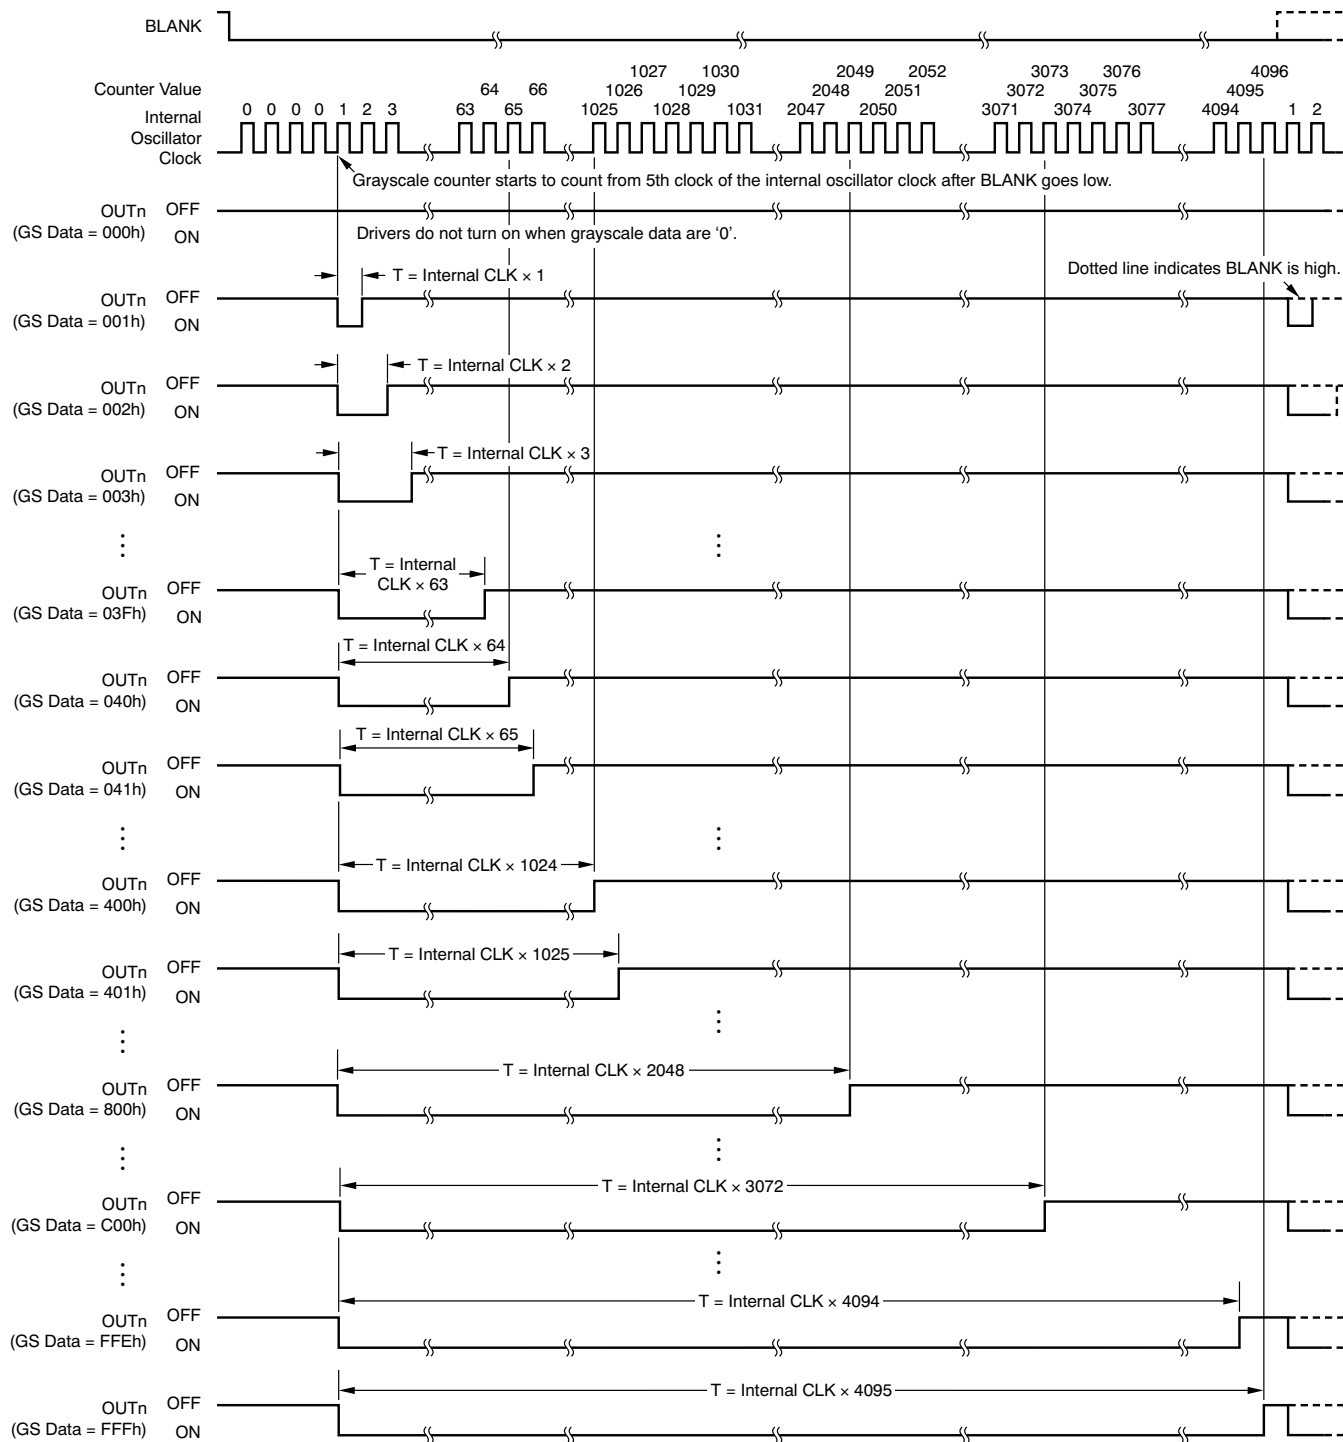 BLANK
1027 1030 2049 2052 3073 3076 4096
Counter Value 64 66 1026 1029 2048 2051 3072 3075 4095
Internal 0 0 0 0 1 2 3 63 65 1025 1028 1031 2047 2050 3071 3074 3077 4094 1 2
Oscillator
Clock
Grayscale counter starts to count from 5th clock of the internal oscillator clock after BLANK goes low.
OUTn OFF
(GS Data = 000h) ON
Drivers do not turn on when grayscale data are ‘0’.
T = Internal CLK × 1
Dotted line indicates BLANK is high.
OUTn OFF
(GS Data = 001h) ON
T = Internal CLK × 2
OUTn OFF
(GS Data = 002h) ON
T = Internal CLK × 3
OUTn OFF
(GS Data = 003h) ON
T = Internal
CLK × 63
OUTn OFF
(GS Data = 03Fh) ON
T = Internal CLK × 64
OUTn OFF
(GS Data = 040h) ON
T = Internal CLK × 65
OUTn OFF
(GS Data = 041h) ON
T = Internal CLK × 1024
OUTn OFF
(GS Data = 400h) ON
T = Internal CLK × 1025
OUTn OFF
(GS Data = 401h) ON
T = Internal CLK × 2048
OUTn OFF
(GS Data = 800h) ON
T = Internal CLK × 3072
OUTn OFF
(GS Data = C00h) ON
T = Internal CLK × 4094
OUTn OFF
(GS Data = FFEh) ON
T = Internal CLK × 4095
OUTn OFF
(GS Data = FFFh) ON